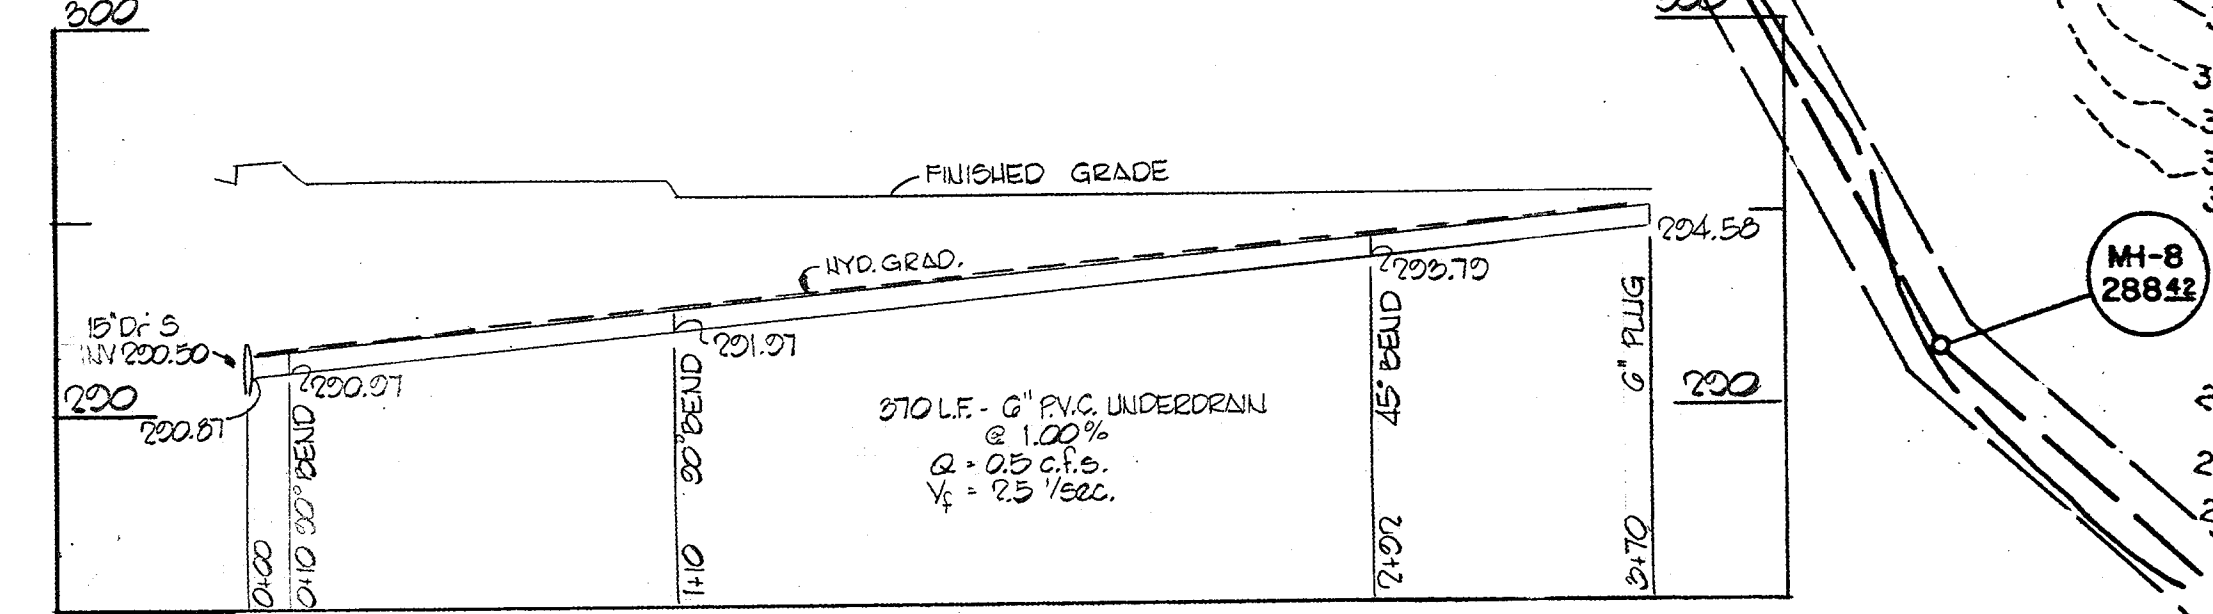 300
FINISHED GRADE
HYD. GRAD.
294.58
293.79
291.97
290.97
290.87
INV 290.50
290
290
MH-8
288 42
370 L.F. - 6" P.V.C. UNDERDRAIN
@ 1.00%
Q = 0.5 c.f.s.
Vf = 2.5 '/sec.
0+00
0+10 90° BEND
1+10 90° BEND
2+92 45° BEND
3+70 6" PLUG